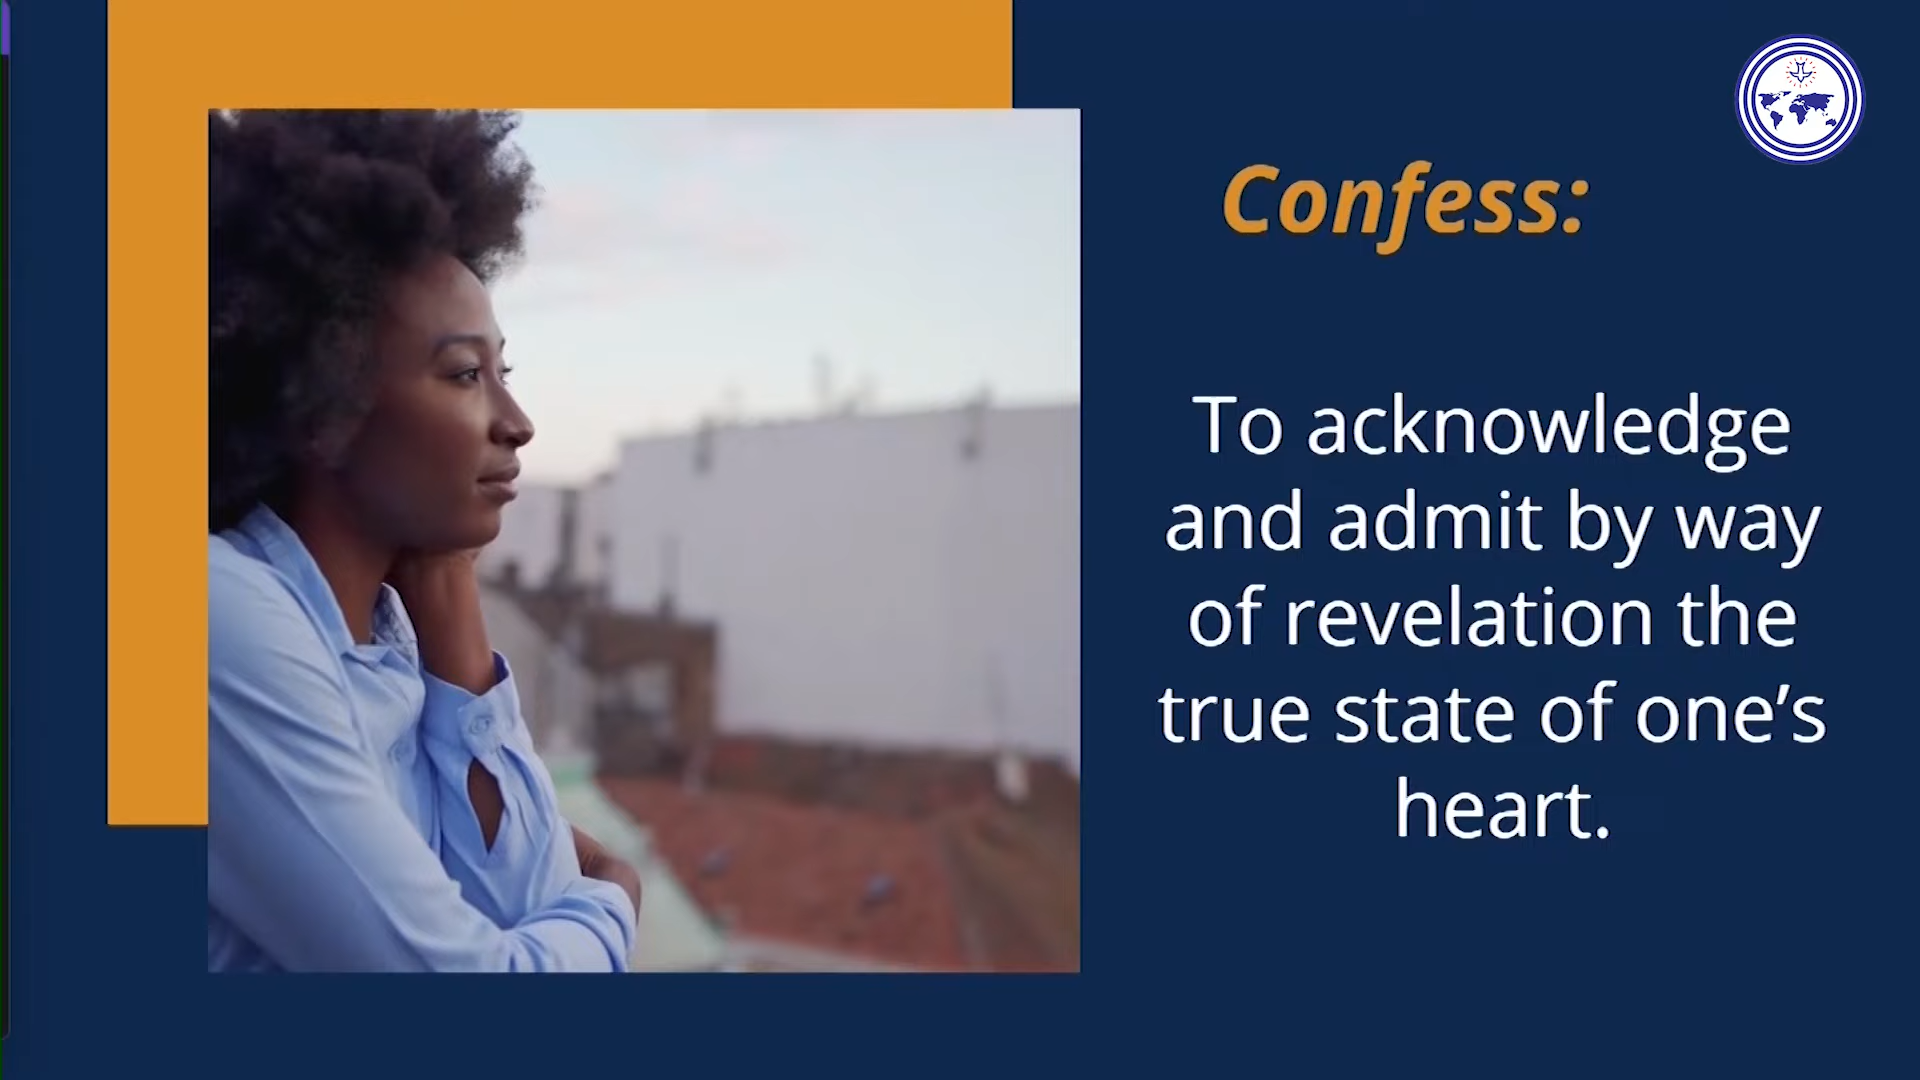 Confess:
To acknowledge
and admit by way
of revelation the
true state of one’s
heart.